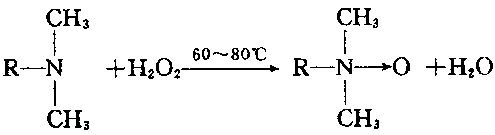 CH₃ CH₃
R—N +H₂O₂ 60～80℃ R—N→O +H₂O
CH₃ CH₃